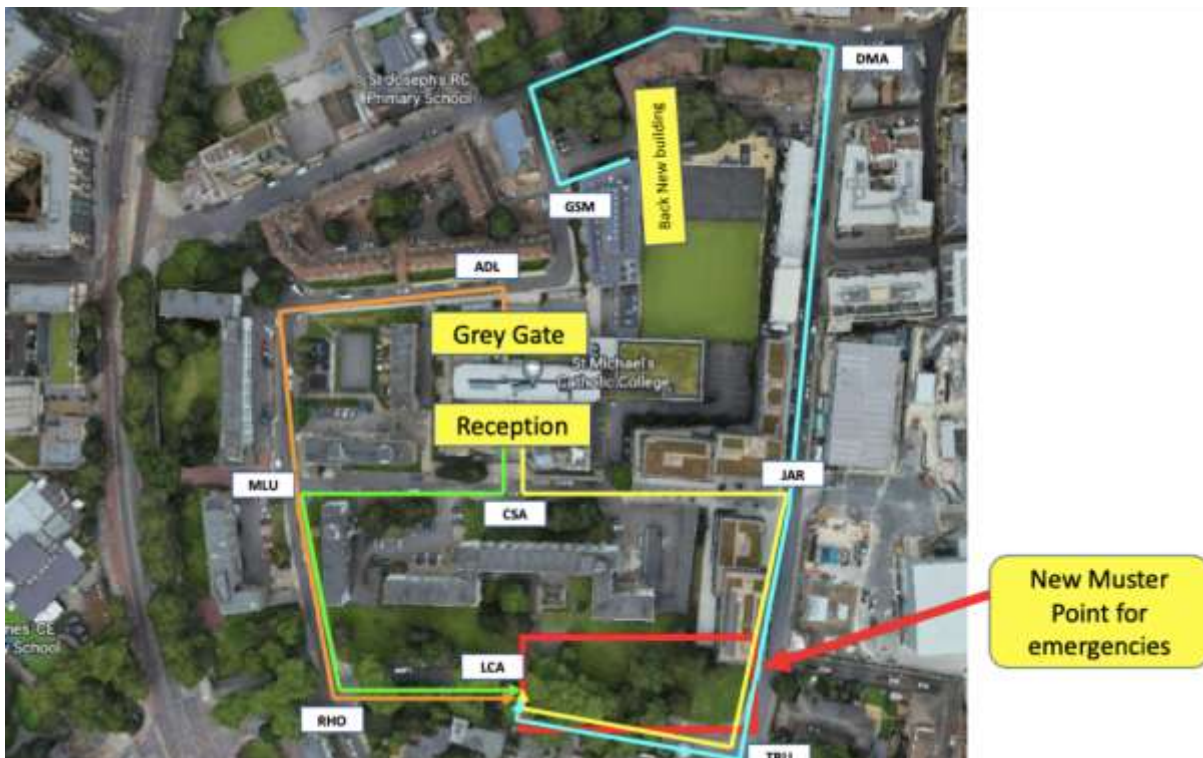 DMA
St Joseph's RC
Primary School
Back New building
GSM
ADL
Grey Gate
St Michael's
Catholic College
Reception
MLU
JAR
CSA
New Muster
Point for
emergencies
LCA
School
RHO